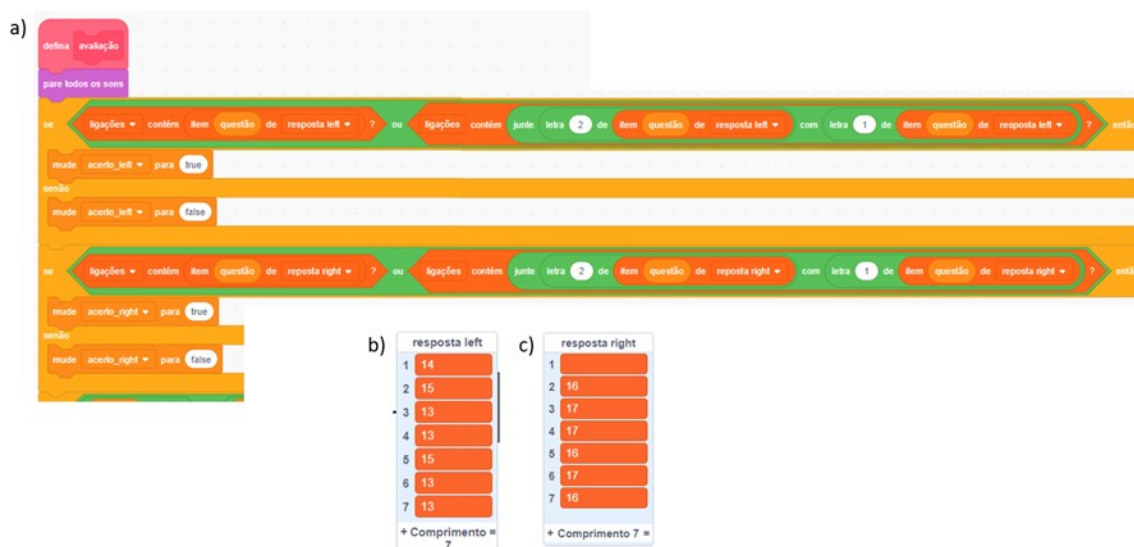 a)
defina avaliação
pare todos os sons
se ligações contém item questão de resposta left ? ou ligações contém junte letra 2 de item questão de resposta left com letra 1 de item questão de resposta left ? então
mude acerto_left para true
senão
mude acerto_left para false
se ligações contém item questão de reposta right ? ou ligações contém junte letra 2 de item questão de reposta right com letra 1 de item questão de reposta right ? entã
mude acerto_right para true
senão
mude acerto_right para false
b)
resposta left
1 14
2 15
3 13
4 13
5 15
6 13
7 13
+ Comprimento =
7
c)
resposta right
1
2 16
3 17
4 17
5 16
6 17
7 16
+ Comprimento 7 =